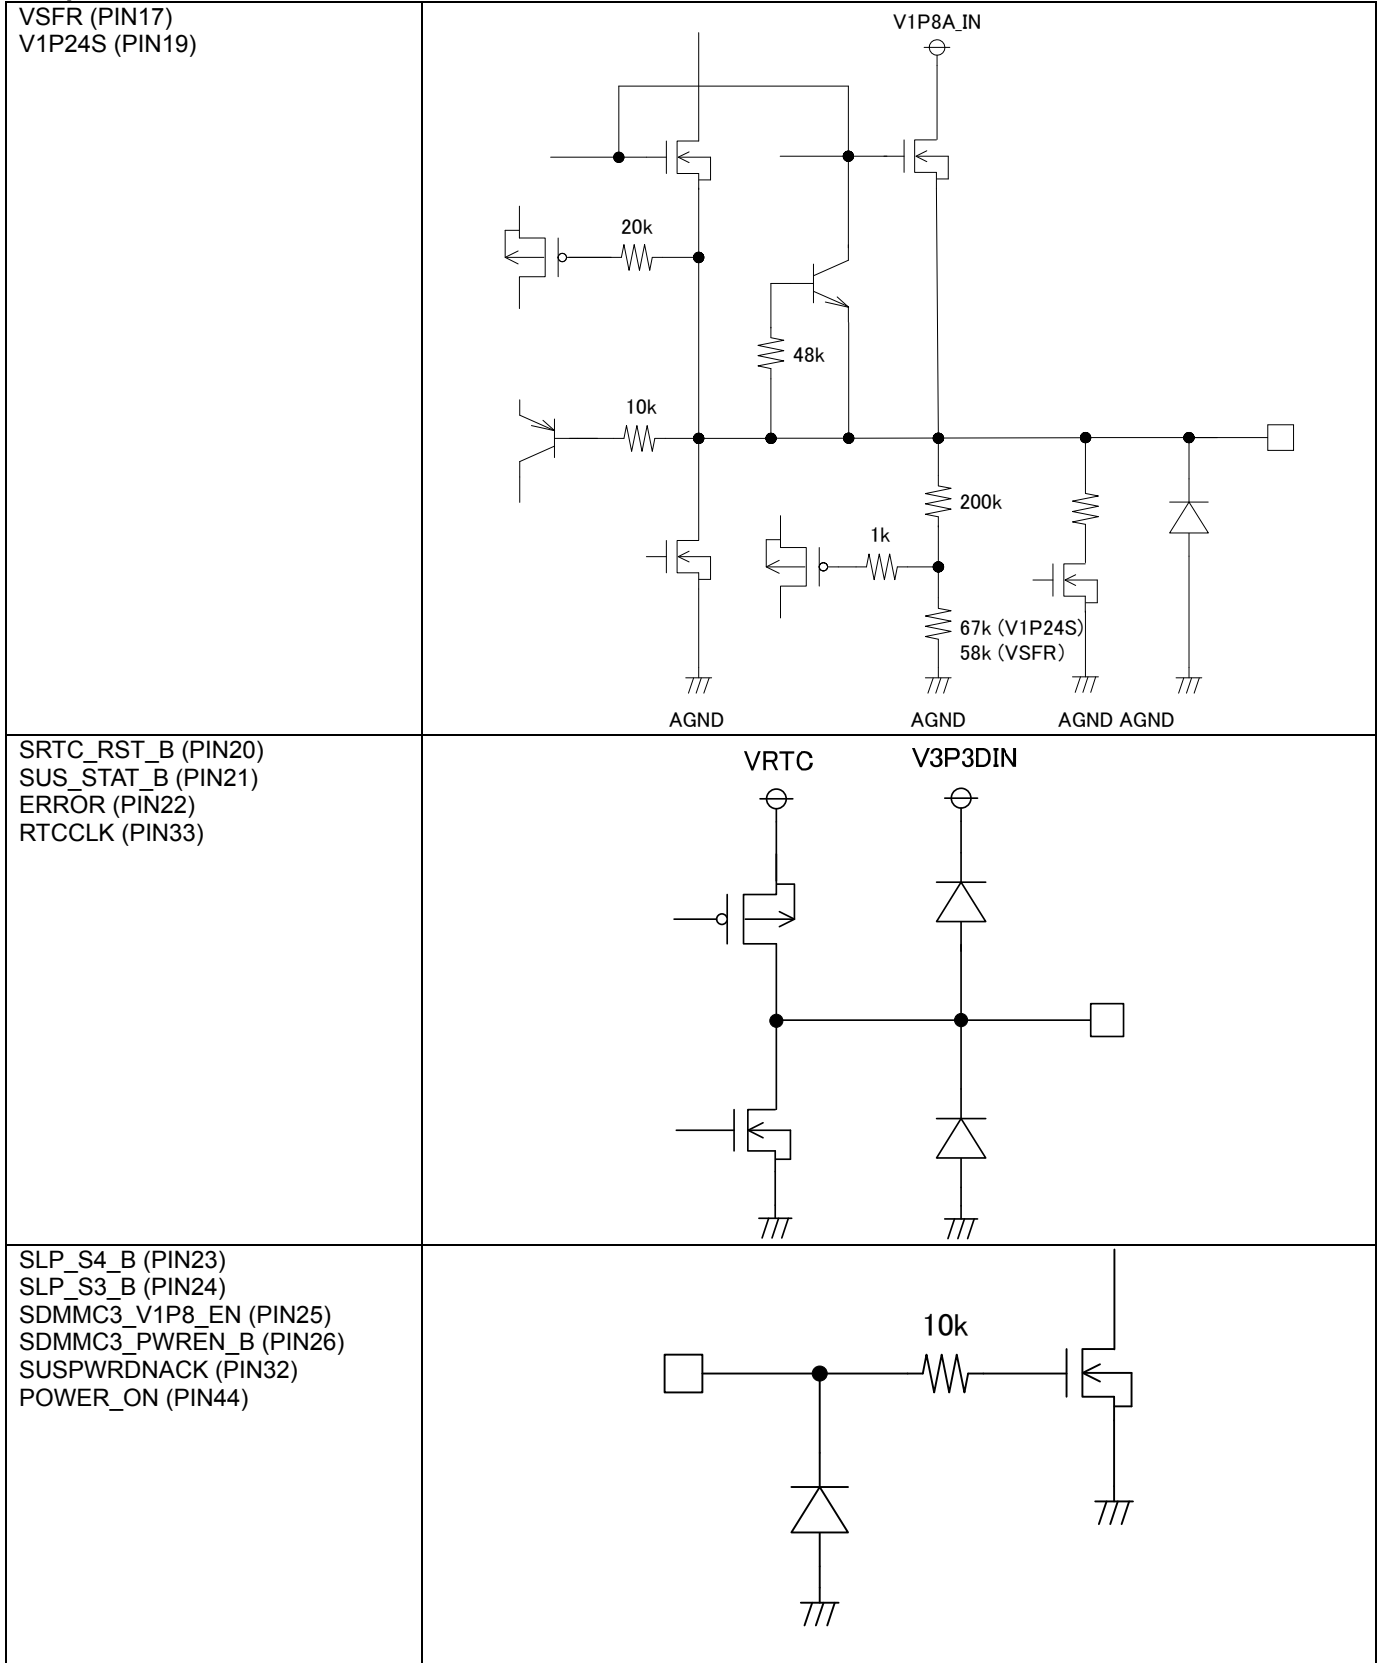 VSFR (PIN17)
V1P24S (PIN19)
V1P8A_IN
20k
48k
10k
200k
1k
67k (V1P24S)
58k (VSFR)
AGND
AGND
AGND AGND
SRTC_RST_B (PIN20)
SUS_STAT_B (PIN21)
ERROR (PIN22)
RTCCLK (PIN33)
VRTC
V3P3DIN
SLP_S4_B (PIN23)
SLP_S3_B (PIN24)
SDMMC3_V1P8_EN (PIN25)
SDMMC3_PWREN_B (PIN26)
SUSPWRDNACK (PIN32)
POWER_ON (PIN44)
10k